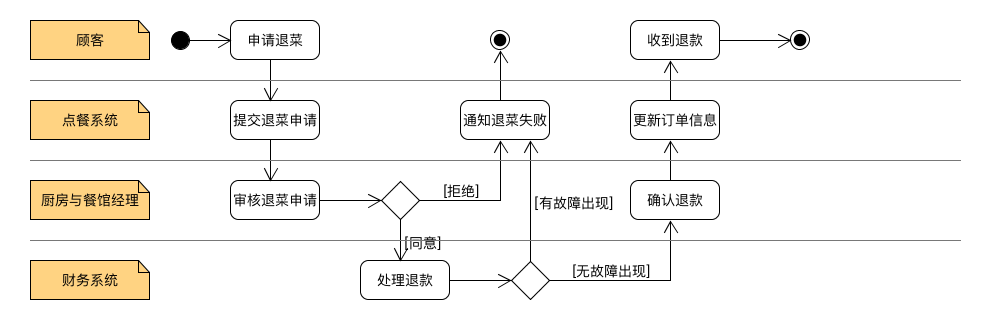 顾客
申请退菜
收到退款
点餐系统
提交退菜申请
通知退菜失败
更新订单信息
厨房与餐馆经理
审核退菜申请
[拒绝]
[有故障出现]
确认退款
[同意]
财务系统
处理退款
[无故障出现]